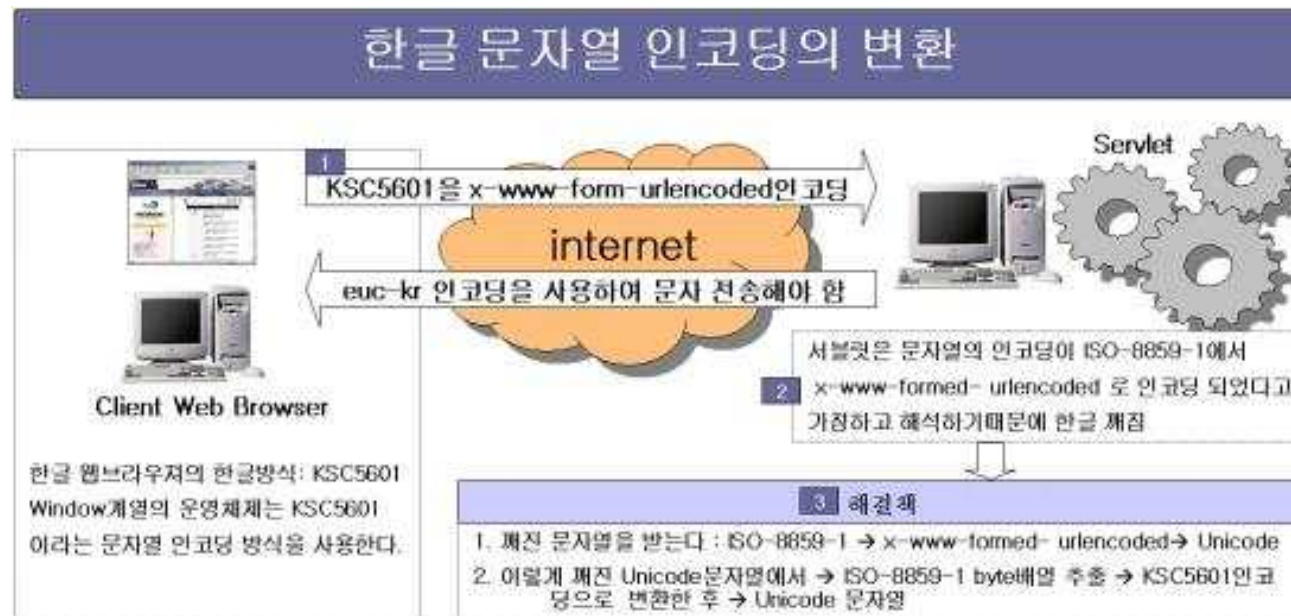 한글 문자열 인코딩의 변환
1
KSC5601을 x-www-form-urlencoded인코딩
internet
euc-kr 인코딩을 사용하여 문자 전송해야 함
Servlet
Client Web Browser
한글 웹브라우져의 한글방식: KSC5601
Window계열의 운영체제는 KSC5601
이라는 문자열 인코딩 방식을 사용한다.
서블릿은 문자열의 인코딩이 ISO-8859-1에서
2
x-www-formed- urlencoded 로 인코딩 되었다고
가정하고 해석하기때문에 한글 깨짐
3 해결책
1. 깨진 문자열을 받는다 : ISO-8859-1 → x-www-formed- urlencoded→ Unicode
2. 이렇게 깨진 Unicode문자열에서 → ISO-8859-1 byte배열 추출 → KSC5601인코
딩으로 변환한 후 → Unicode 문자열